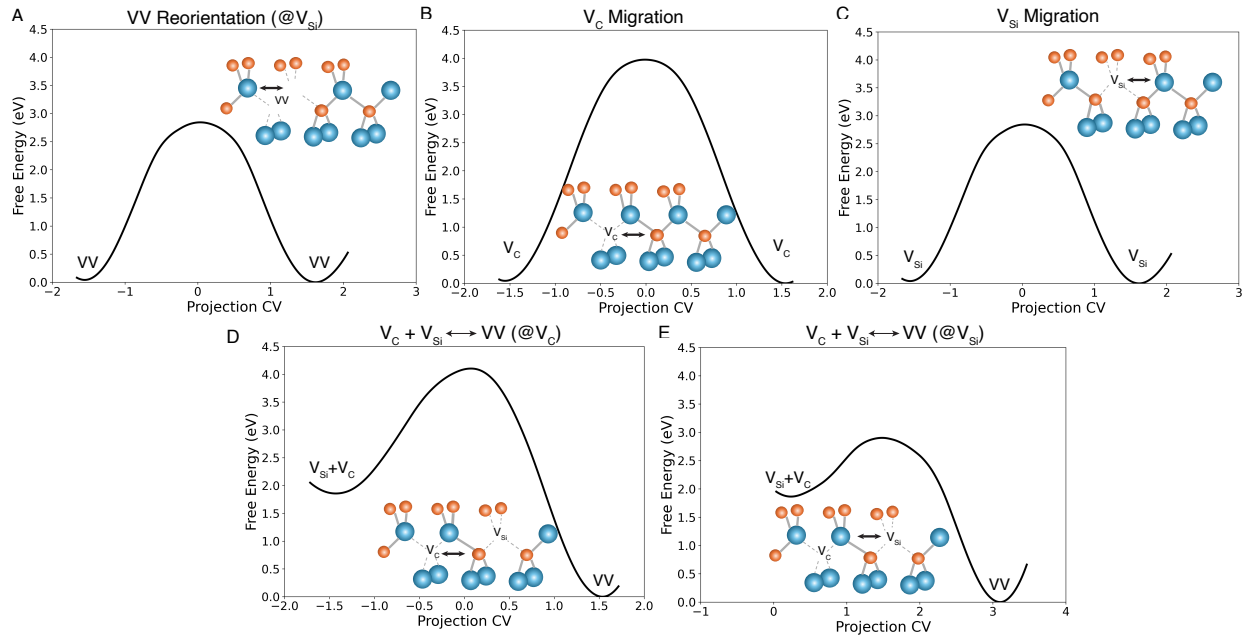 A
VV Reorientation (@V_Si)
Free Energy (eV)
4.5
4.0
3.5
3.0
2.5
2.0
1.5
1.0
0.5
0.0
VV
VV
VV
−2 −1 0 1 2 3
Projection CV
B
V_C Migration
Free Energy (eV)
4.5
4.0
3.5
3.0
2.5
2.0
1.5
1.0
0.5
0.0
V_C
V_C
V_C
−2.0 −1.5 −1.0 −0.5 0.0 0.5 1.0 1.5 2.0
Projection CV
C
V_Si Migration
Free Energy (eV)
4.5
4.0
3.5
3.0
2.5
2.0
1.5
1.0
0.5
0.0
V_Si
V_Si
V_Si
−2 −1 0 1 2 3
Projection CV
D
V_C + V_Si ⟷ VV (@V_C)
Free Energy (eV)
4.5
4.0
3.5
3.0
2.5
2.0
1.5
1.0
0.5
0.0
V_Si+V_C
V_Si
V_C
VV
−2.0 −1.5 −1.0 −0.5 0.0 0.5 1.0 1.5 2.0
Projection CV
E
V_C + V_Si ⟷ VV (@V_Si)
Free Energy (eV)
4.5
4.0
3.5
3.0
2.5
2.0
1.5
1.0
0.5
0.0
V_Si+V_C
V_Si
V_C
VV
−1 0 1 2 3 4
Projection CV